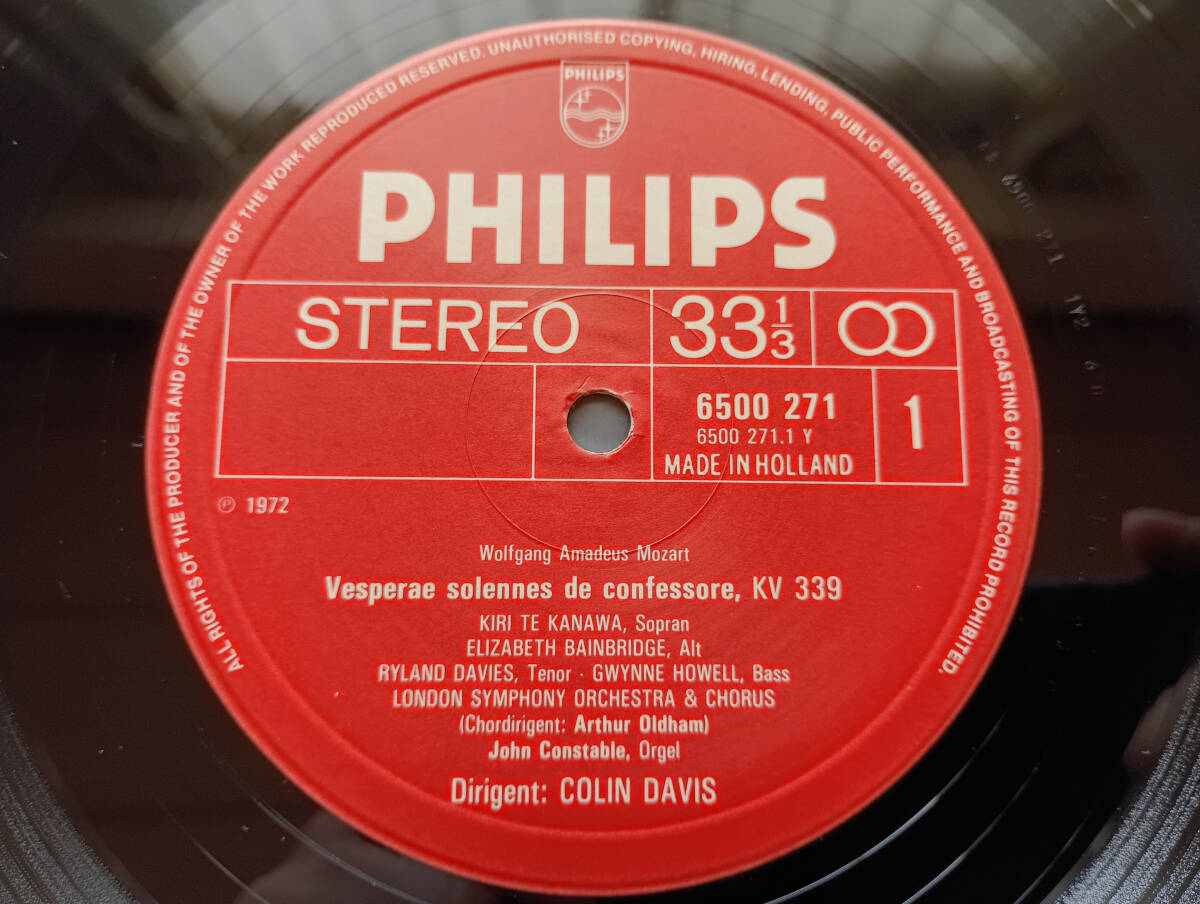 ALL RIGHTS OF THE PRODUCER AND OF THE OWNER OF THE WORK REPRODUCED RESERVED. UNAUTHORISED COPYING, HIRING, LENDING, PUBLIC PERFORMANCE AND BROADCASTING OF THIS RECORD PROHIBITED.
PHILIPS
PHILIPS
STEREO 33 1/3
6500 271
6500 271.1 Y
MADE IN HOLLAND
1
℗ 1972
Wolfgang Amadeus Mozart
Vesperae solennes de confessore, KV 339
KIRI TE KANAWA, Sopran
ELIZABETH BAINBRIDGE, Alt
RYLAND DAVIES, Tenor · GWYNNE HOWELL, Bass
LONDON SYMPHONY ORCHESTRA & CHORUS
(Chordirigent: Arthur Oldham)
John Constable, Orgel
Dirigent: COLIN DAVIS